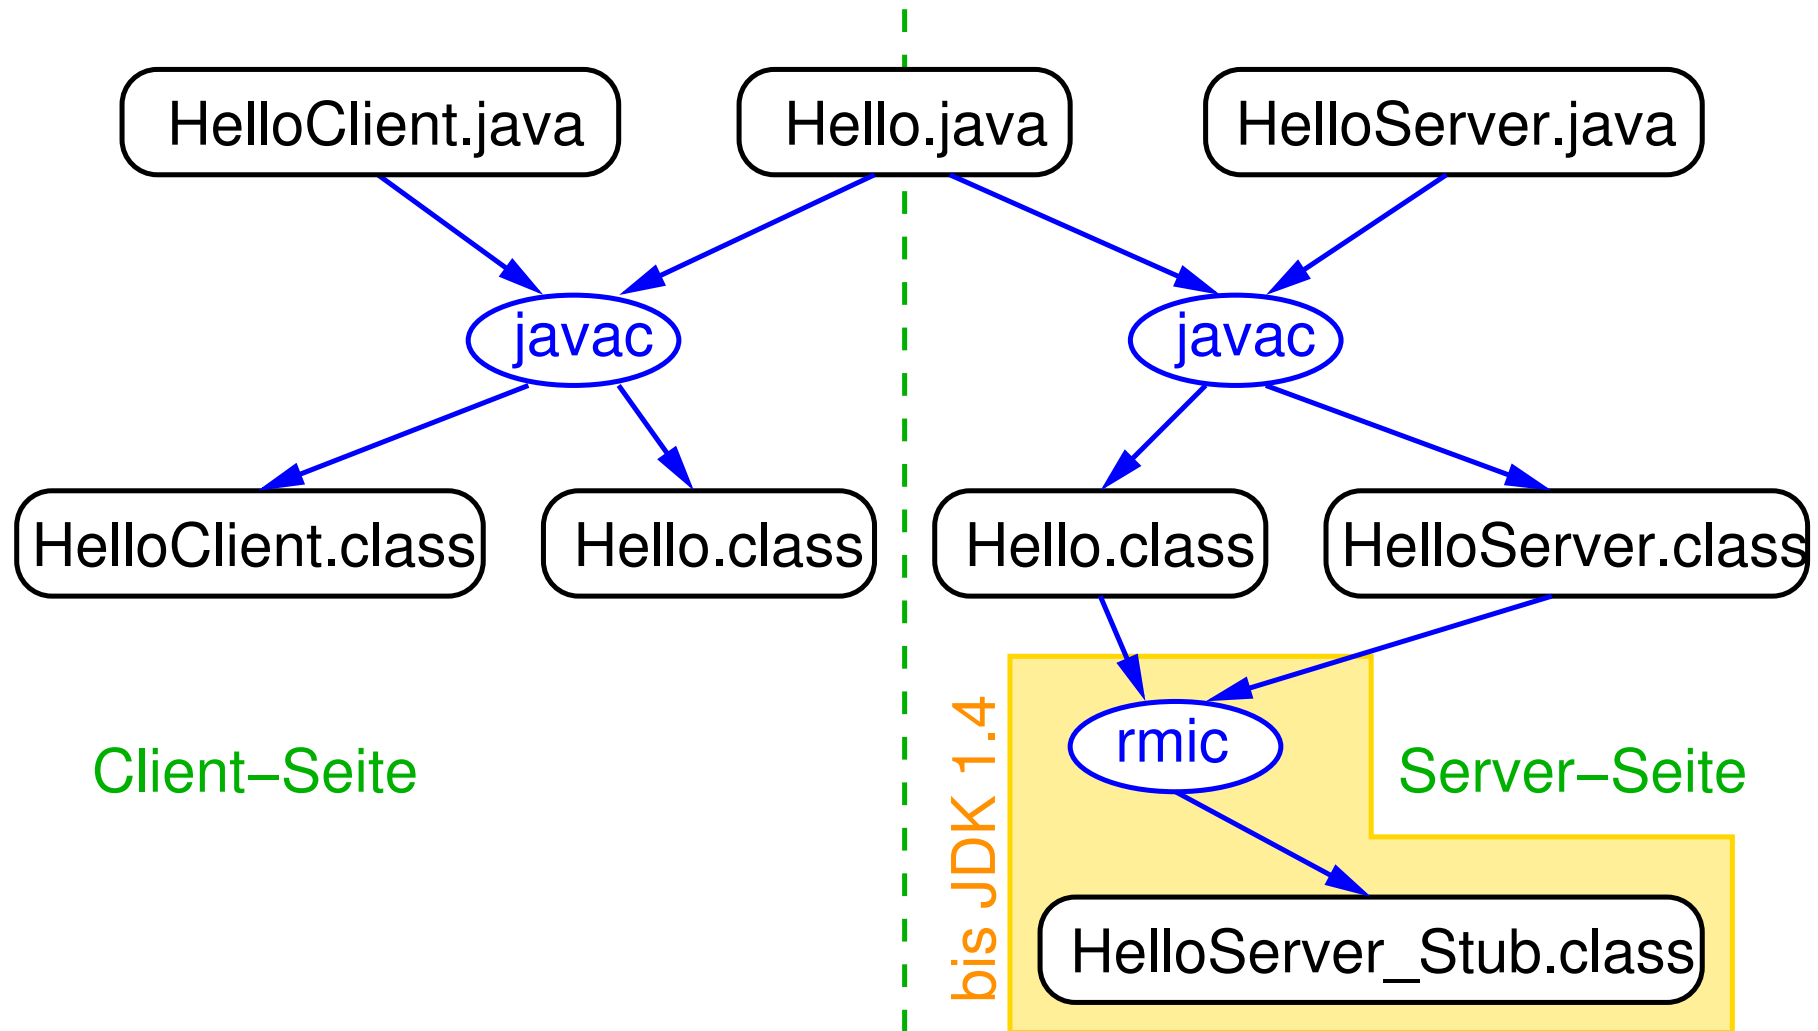 HelloClient.java
Hello.java
HelloServer.java
javac
javac
HelloClient.class
Hello.class
Hello.class
HelloServer.class
bis JDK 1.4
rmic
Client–Seite
Server–Seite
HelloServer_Stub.class